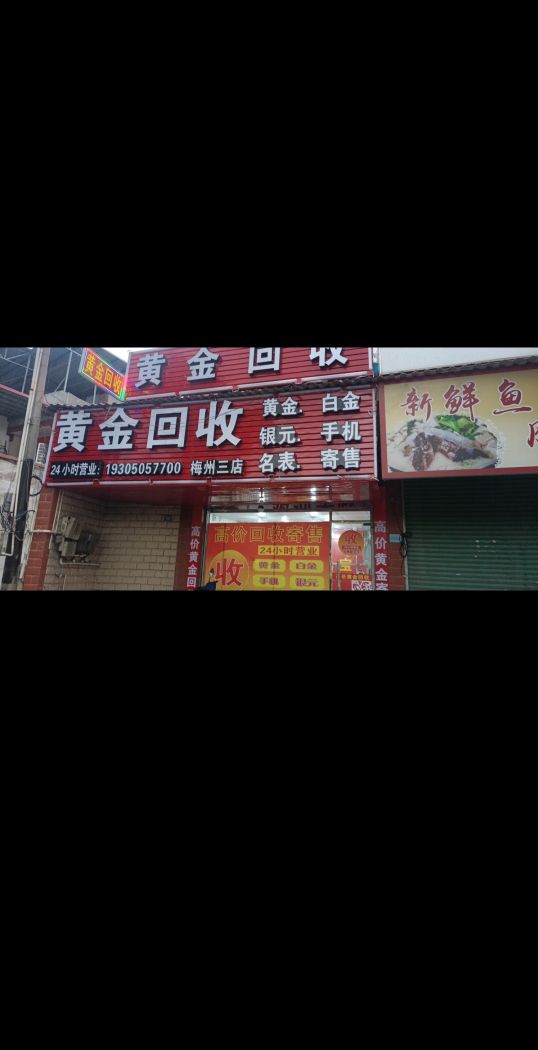 黄金回收
黄金回收
黄金回收
黄金. 白金
银元. 手机
名表. 寄售
24小时营业: 19305057700 梅州三店
新鲜鱼
高价回收寄售
24小时营业
收
黄金 白金
手机 银元
高价黄金回
高价黄金寄